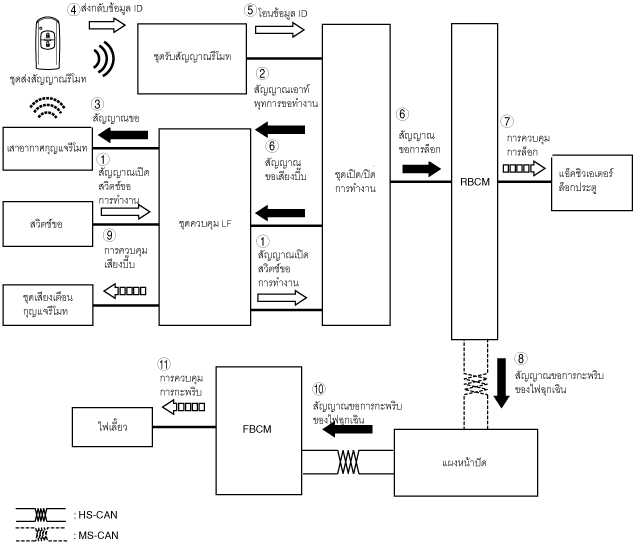 ④ ส่งกลับข้อมูล ID
⑤ โอนข้อมูล ID
ชุดส่งสัญญาณรีโมท
ชุดรับสัญญาณรีโมท
②
สัญญาณเอาท์
พุทการขอทำงาน
③
สัญญาณขอ
⑥
สัญญาณ
ขอเสียงบี๊บ
⑥
สัญญาณ
ขอการล็อก
⑦
การควบคุม
การล็อก
เสาอากาศกุญแจรีโมท
①
สัญญาณเปิด
สวิตช์ขอ
การทำงาน
ชุดเปิด/ปิด
การทำงาน
RBCM
แอ็คชิวเอเตอร์
ล็อกประตู
สวิตช์ขอ
ชุดควบคุม LF
⑨
การควบคุม
เสียงบี๊บ
①
สัญญาณเปิด
สวิตช์ขอ
การทำงาน
ชุดเสียงเตือน
กุญแจรีโมท
⑧
สัญญาณขอการกะพริบ
ของไฟฉุกเฉิน
⑪
การควบคุม
การกะพริบ
⑩
สัญญาณขอการกะพริบ
ของไฟฉุกเฉิน
ไฟเลี้ยว
FBCM
แผงหน้าปัด
: HS-CAN
: MS-CAN